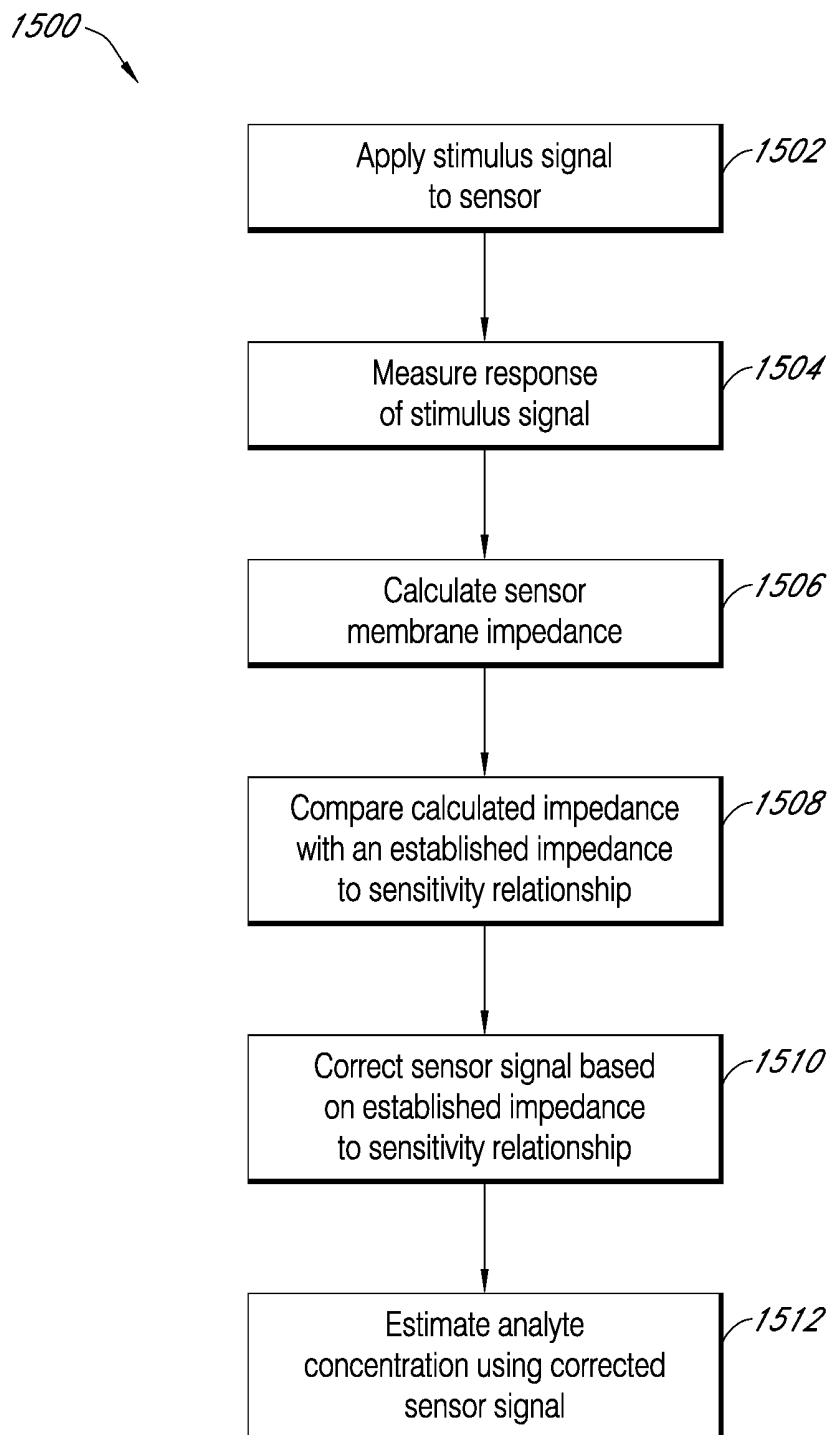 1500
Apply stimulus signal
to sensor
1502
Measure response
of stimulus signal
1504
Calculate sensor
membrane impedance
1506
Compare calculated impedance
with an established impedance
to sensitivity relationship
1508
Correct sensor signal based
on established impedance
to sensitivity relationship
1510
Estimate analyte
concentration using corrected
sensor signal
1512